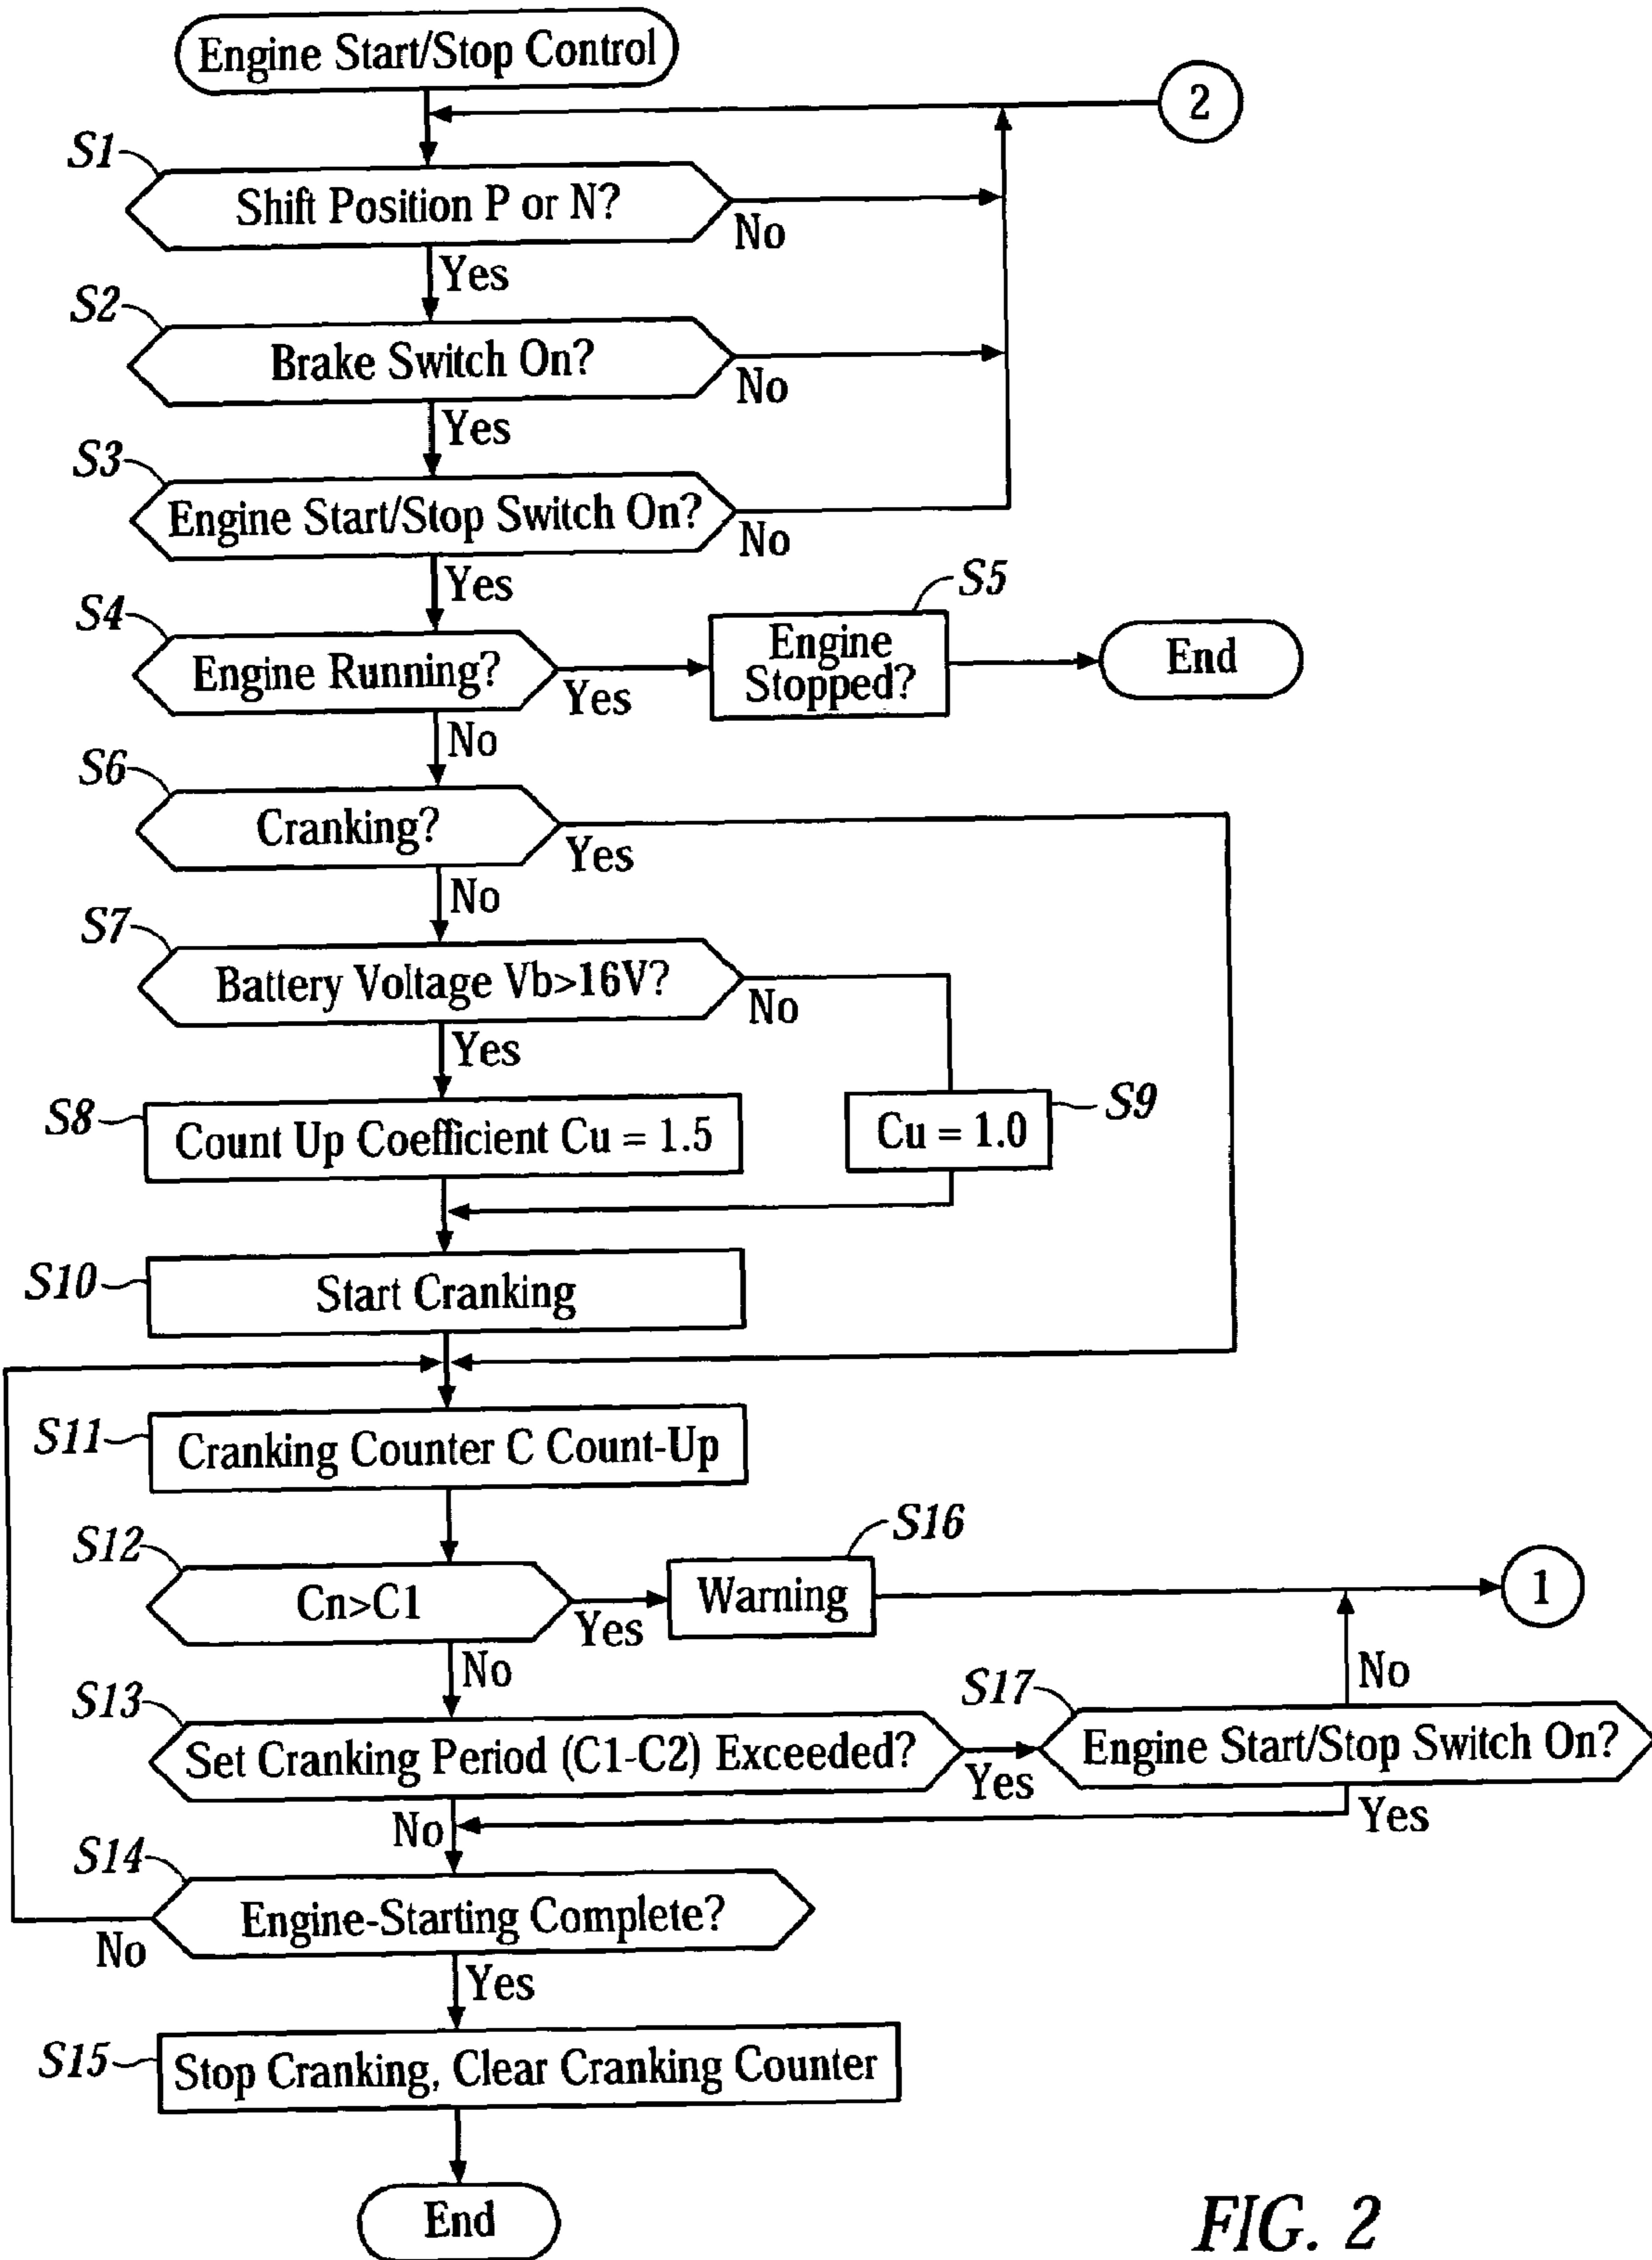 Engine Start/Stop Control
2
S1
Shift Position P or N?
No
Yes
S2
Brake Switch On?
No
Yes
S3
Engine Start/Stop Switch On?
No
Yes
S4
Engine Running?
Yes
S5
Engine
Stopped?
End
No
S6
Cranking?
Yes
No
S7
Battery Voltage Vb>16V?
No
Yes
S8
Count Up Coefficient Cu = 1.5
Cu = 1.0
S9
S10
Start Cranking
S11
Cranking Counter C Count-Up
S12
Cn>C1
Yes
S16
Warning
1
No
S13
Set Cranking Period (C1-C2) Exceeded?
Yes
S17
Engine Start/Stop Switch On?
No
Yes
No
S14
Engine-Starting Complete?
No
Yes
S15
Stop Cranking, Clear Cranking Counter
End
FIG. 2